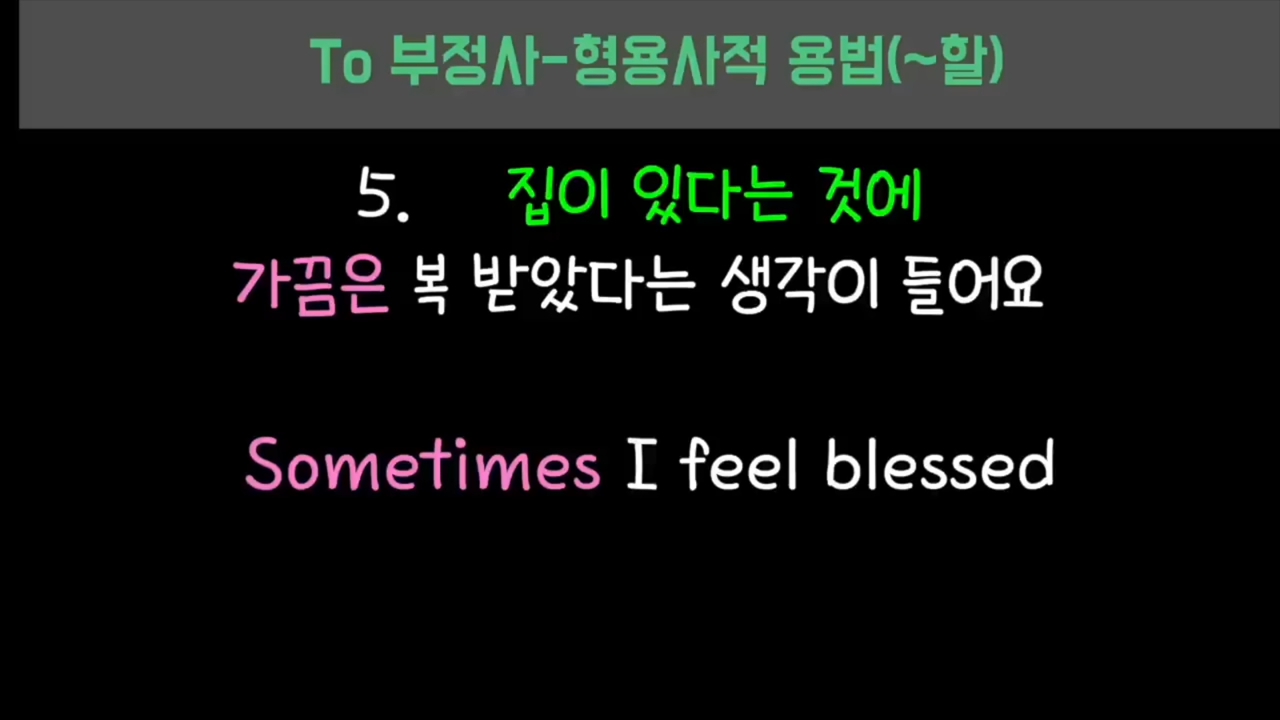 To 부정사-형용사적 용법(~할)
5. 집이 있다는 것에
가끔은 복 받았다는 생각이 들어요
Sometimes I feel blessed